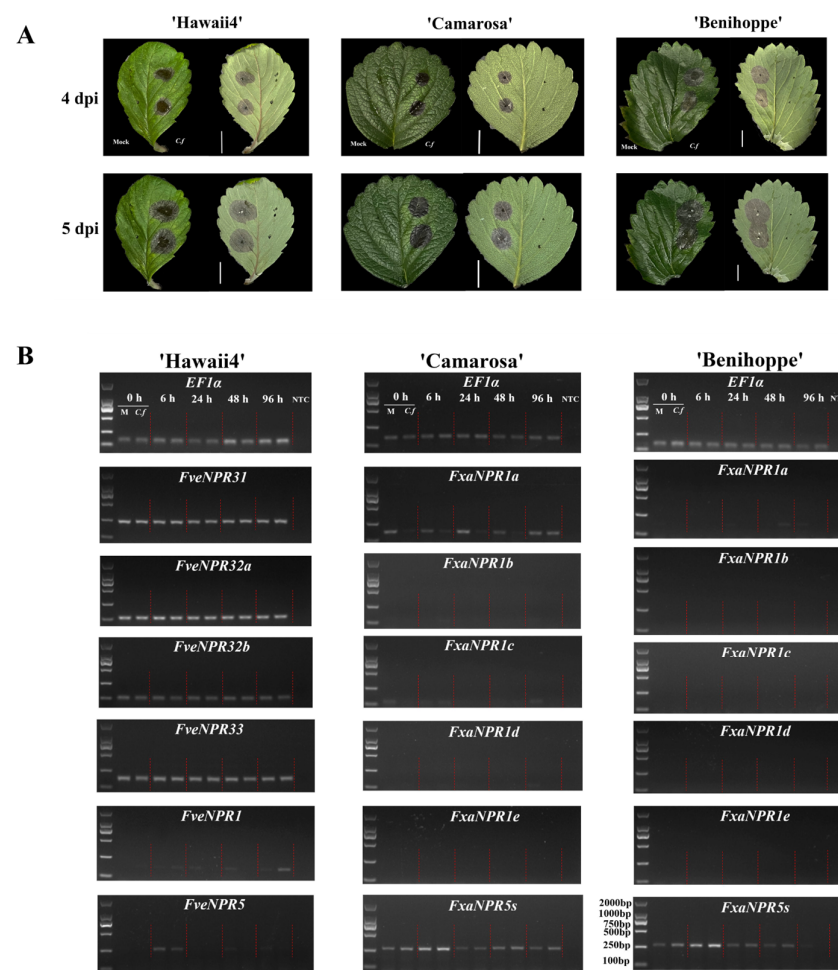 A
'Hawaii4' 'Camarosa' 'Benihoppe'
4 dpi
Mock C.f Mock C.f Mock C.f
5 dpi
B
'Hawaii4' 'Camarosa' 'Benihoppe'
EF1α EF1α EF1α
0 h 6 h 24 h 48 h 96 h NTC 0 h 6 h 24 h 48 h 96 h NTC 0 h 6 h 24 h 48 h 96 h NTC
M C.f M C.f M C.f
FveNPR31 FxaNPR1a FxaNPR1a
FveNPR32a FxaNPR1b FxaNPR1b
FveNPR32b FxaNPR1c FxaNPR1c
FveNPR33 FxaNPR1d FxaNPR1d
FveNPR1 FxaNPR1e FxaNPR1e
FveNPR5 FxaNPR5s FxaNPR5s
2000bp
1000bp
750bp
500bp
250bp
100bp